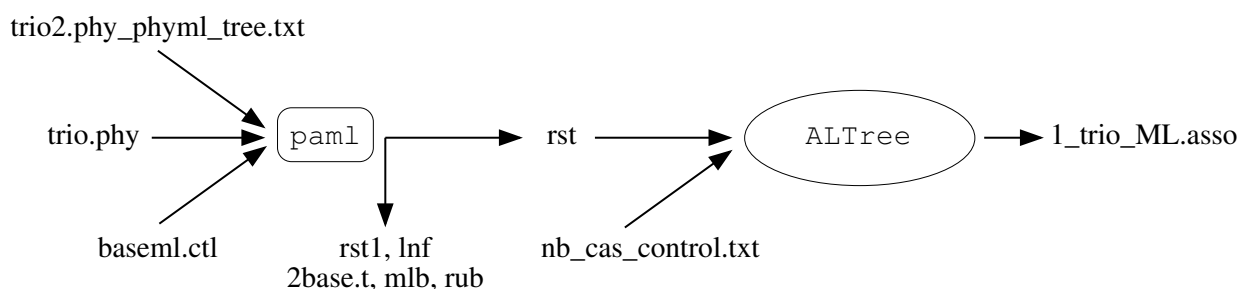 trio2.phy_phyml_tree.txt
trio.phy
paml
rst
ALTree
1_trio_ML.asso
baseml.ctl
rst1, lnf
2base.t, mlb, rub
nb_cas_control.txt